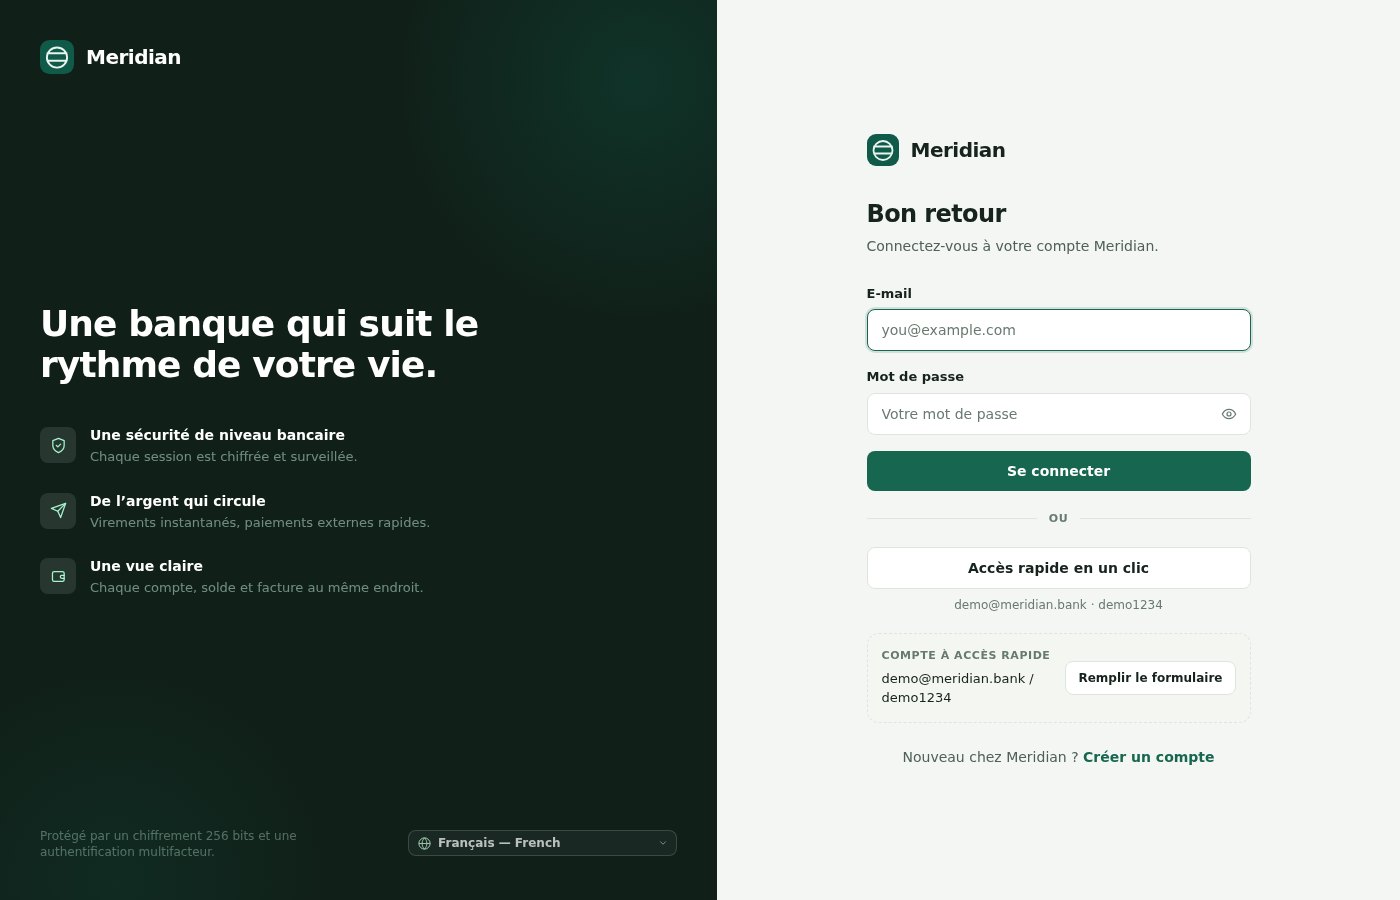 Meridian
Une banque qui suit le
rythme de votre vie.
Une sécurité de niveau bancaire
Chaque session est chiffrée et surveillée.
De l’argent qui circule
Virements instantanés, paiements externes rapides.
Une vue claire
Chaque compte, solde et facture au même endroit.
Protégé par un chiffrement 256 bits et une
authentification multifacteur.
Français — French
Meridian
Bon retour
Connectez-vous à votre compte Meridian.
E-mail
you@example.com
Mot de passe
Votre mot de passe
Se connecter
OU
Accès rapide en un clic
demo@meridian.bank · demo1234
COMPTE À ACCÈS RAPIDE
demo@meridian.bank /
demo1234
Remplir le formulaire
Nouveau chez Meridian ? Créer un compte